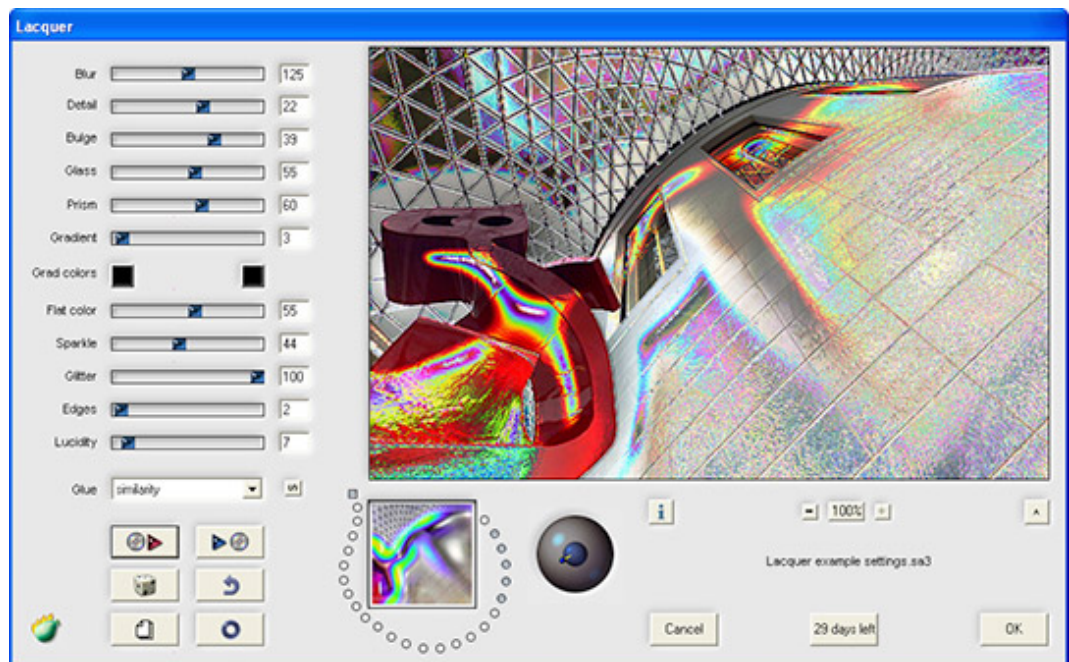 Lacquer
Blur 125
Detail 22
Bulge 39
Glass 55
Prism 60
Gradient 3
Grad colors
Flat color 55
Sparkle 44
Glitter 100
Edges 2
Lucidity 7
Glue similarity
i
- 100% +
^
Lacquer example settings.sa3
Cancel
29 days left
OK